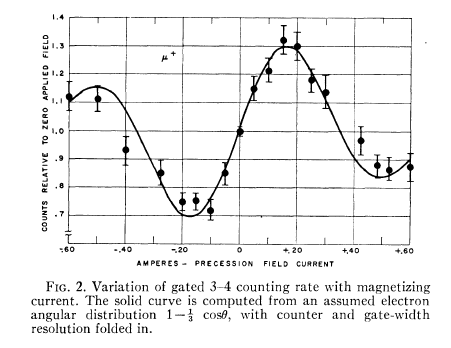 1.4
1.3
1.2
1.1
1.0
.9
.8
.7
COUNTS RELATIVE TO ZERO APPLIED FIELD
μ+
-.60 -.40 -.20 0 +.20 +.40 +.60
AMPERES – PRECESSION FIELD CURRENT
FIG. 2. Variation of gated 3–4 counting rate with magnetizing
current. The solid curve is computed from an assumed electron
angular distribution 1−⅓ cosθ, with counter and gate-width
resolution folded in.